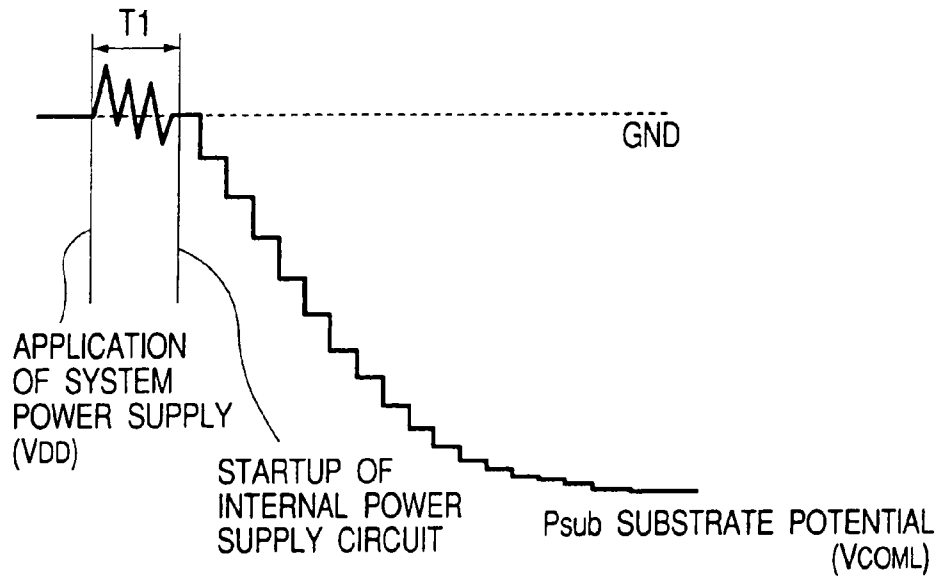 T1
GND
APPLICATION
OF SYSTEM
POWER SUPPLY
(VDD)
STARTUP OF
INTERNAL POWER
SUPPLY CIRCUIT
Psub SUBSTRATE POTENTIAL
(VCOML)